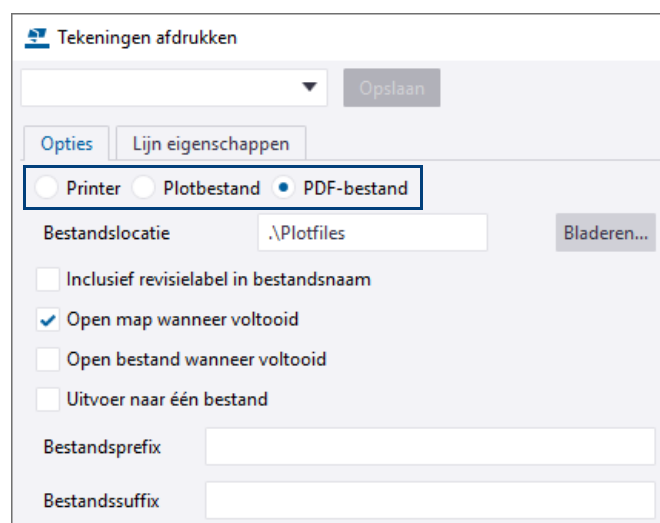 Tekeningen afdrukken
Opslaan
Opties Lijn eigenschappen
Printer Plotbestand PDF-bestand
Bestandslocatie .\Plotfiles Bladeren...
Inclusief revisielabel in bestandsnaam
Open map wanneer voltooid
Open bestand wanneer voltooid
Uitvoer naar één bestand
Bestandsprefix
Bestandssuffix